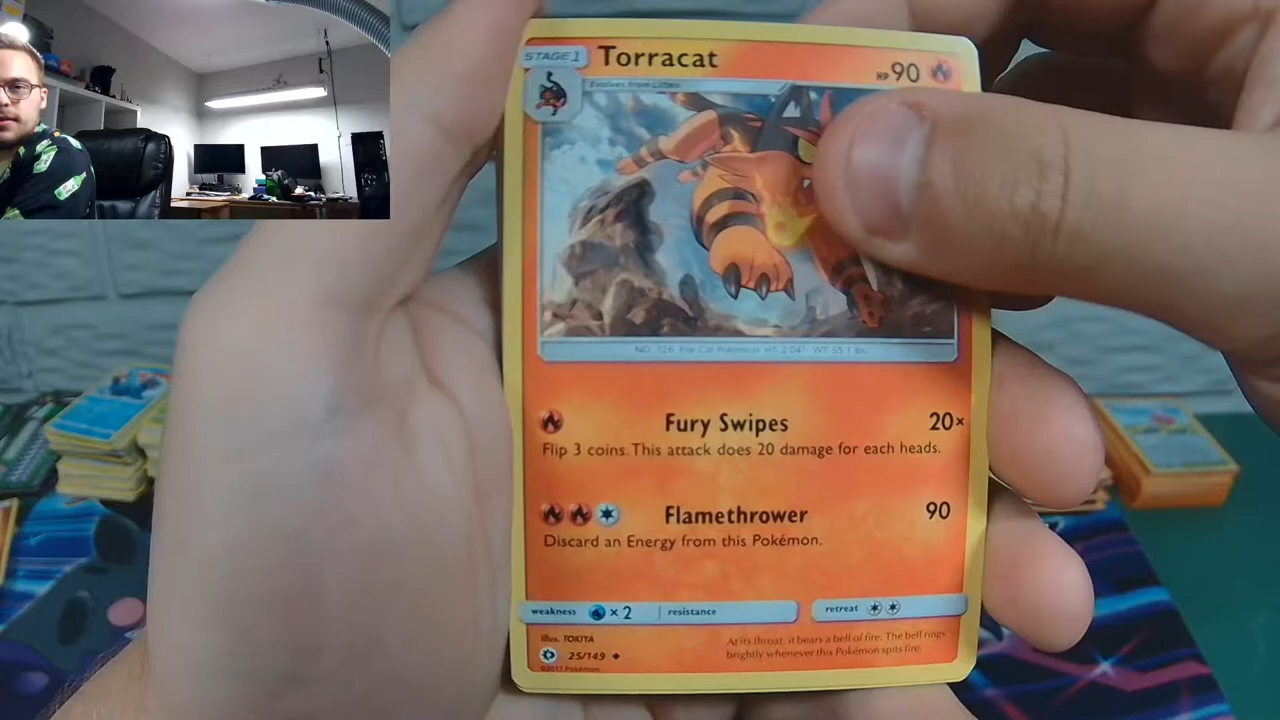 STAGE 1
Torracat
HP 90
Evolves from Litten
NO. 726 Fire Cat Pokémon HT: 2'04" WT: 55.1 lbs
Fury Swipes 20×
Flip 3 coins. This attack does 20 damage for each heads.
Flamethrower 90
Discard an Energy from this Pokémon.
weakness × 2 resistance retreat
Illus. TOKIYA
25/149
©2017 Pokémon
At its throat, it bears a bell of fire. The bell rings
brightly whenever this Pokémon spits fire.